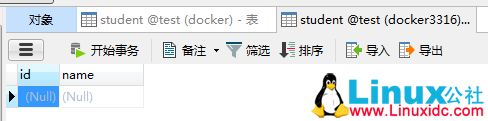 对象 student @test (docker) - 表 student @test (docker3316)...
开始事务 备注 筛选 排序 导入 导出
id name
(Null) (Null)
Linux公社
www.Linuxidc.com